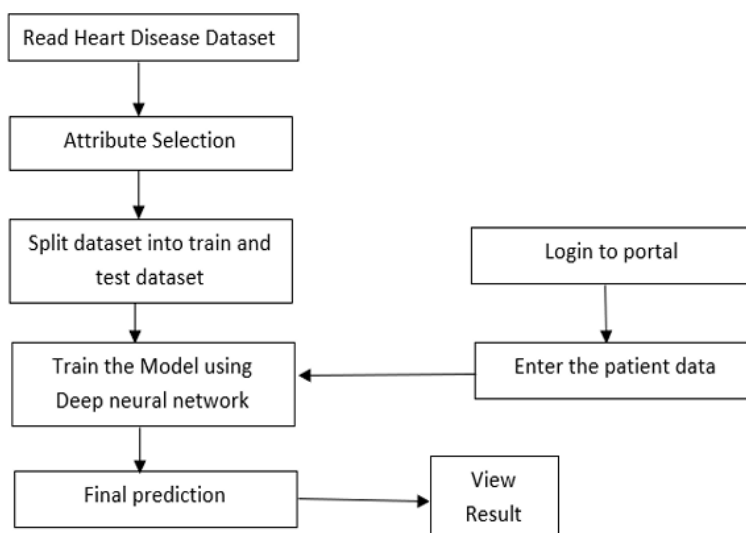 Read Heart Disease Dataset
Attribute Selection
Split dataset into train and
test dataset
Login to portal
Train the Model using
Deep neural network
Enter the patient data
Final prediction
View
Result